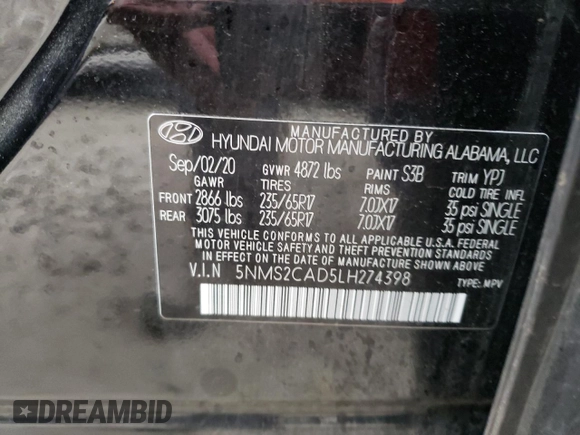 MANUFACTURED BY
HYUNDAI MOTOR MANUFACTURING ALABAMA, LLC
Sep/02/20 GVWR 4872 lbs PAINT S3B TRIM YPJ
GAWR TIRES RIMS COLD TIRE INFL
FRONT 2866 lbs 235/65R17 7.0JX17 35 psi SINGLE
REAR 3075 lbs 235/65R17 7.0JX17 35 psi SINGLE
THIS VEHICLE CONFORMS TO ALL APPLICABLE U.S.A. FEDERAL
MOTOR VEHICLE SAFETY AND THEFT PREVENTION STANDARDS
IN EFFECT ON THE DATE OF MANUFACTURE SHOWN ABOVE.
V.I.N 5NMS2CAD5LH274398
TYPE: MPV
DREAMBID